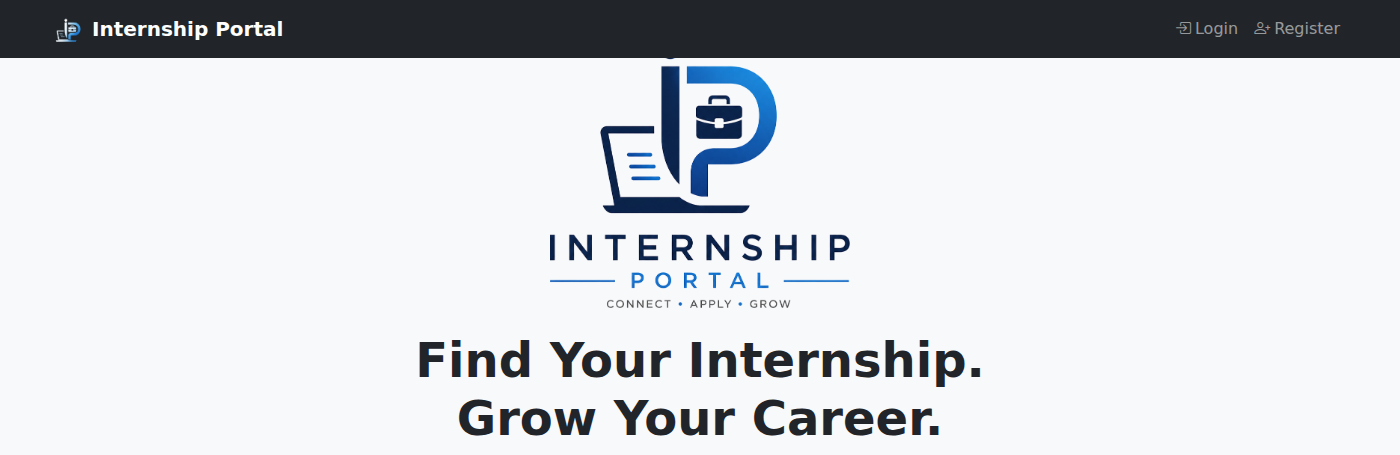 Internship Portal
Login
Register
INTERNSHIP
PORTAL
CONNECT • APPLY • GROW
Find Your Internship.
Grow Your Career.